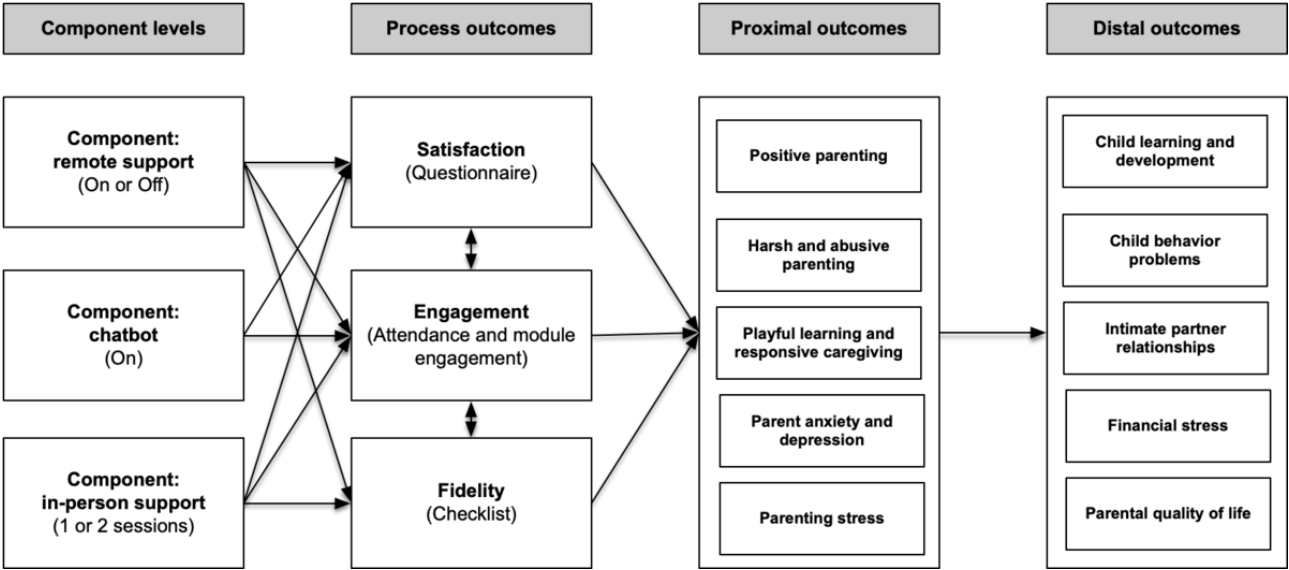 Component levels
Process outcomes
Proximal outcomes
Distal outcomes
Component:
remote support
(On or Off)
Component:
chatbot
(On)
Component:
in-person support
(1 or 2 sessions)
Satisfaction
(Questionnaire)
Engagement
(Attendance and module
engagement)
Fidelity
(Checklist)
Positive parenting
Harsh and abusive
parenting
Playful learning and
responsive caregiving
Parent anxiety and
depression
Parenting stress
Child learning and
development
Child behavior
problems
Intimate partner
relationships
Financial stress
Parental quality of life